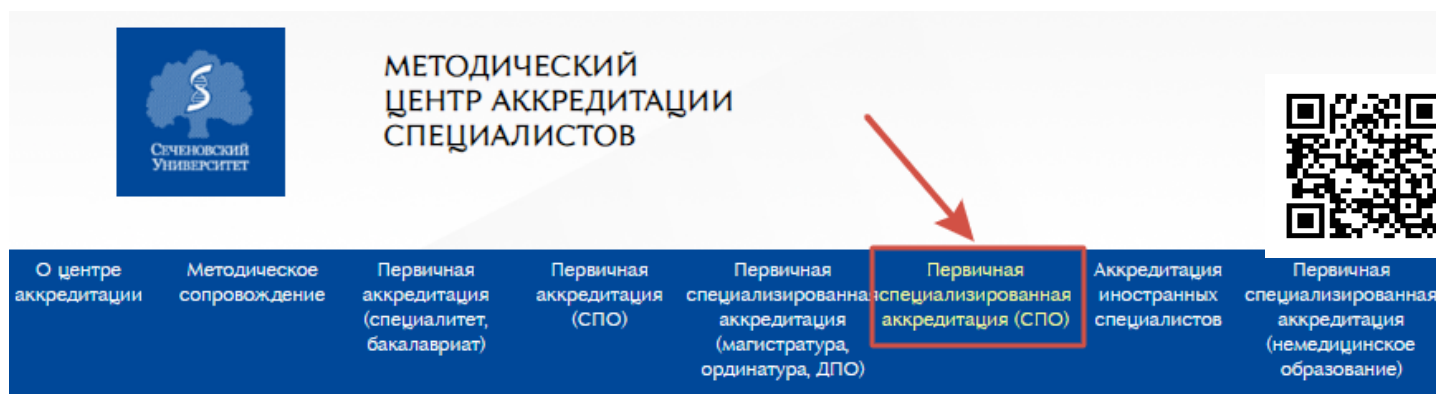 МЕТОДИЧЕСКИЙ
ЦЕНТР АККРЕДИТАЦИИ
СПЕЦИАЛИСТОВ
Сеченовский
Университет
О центре
аккредитации
Методическое
сопровождение
Первичная
аккредитация
(специалитет,
бакалавриат)
Первичная
аккредитация
(СПО)
Первичная
специализированная
аккредитация
(магистратура,
ординатура, ДПО)
Первичная
специализированная
аккредитация (СПО)
Аккредитация
иностранных
специалистов
Первичная
специализированная
аккредитация
(немедицинское
образование)